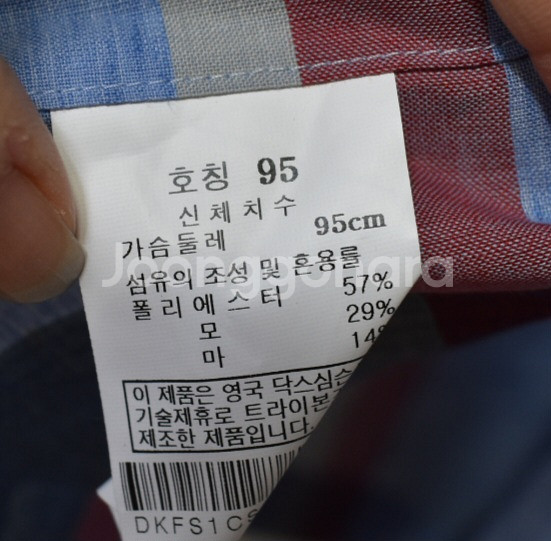 호칭 95
신체치수
가슴둘레 95cm
섬유의 조성 및 혼용률
폴리에스터 57%
모 29%
마 14%
이 제품은 영국 닥스심슨
기술제휴로 트라이본
제조한 제품입니다.
DKFS1C
Joonggonara